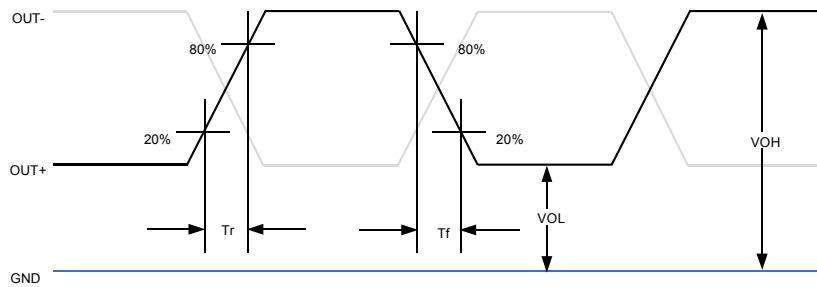 OUT-
80%
80%
20%
20%
VOH
OUT+
VOL
Tr
Tf
GND